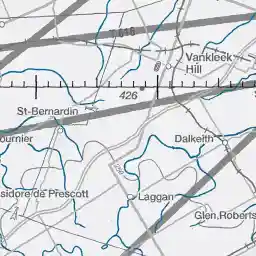 Vankleek
Hill
426
St-Bernardin
ournier
Dalkeith
sidore de Prescott
Laggan
Glen Roberts